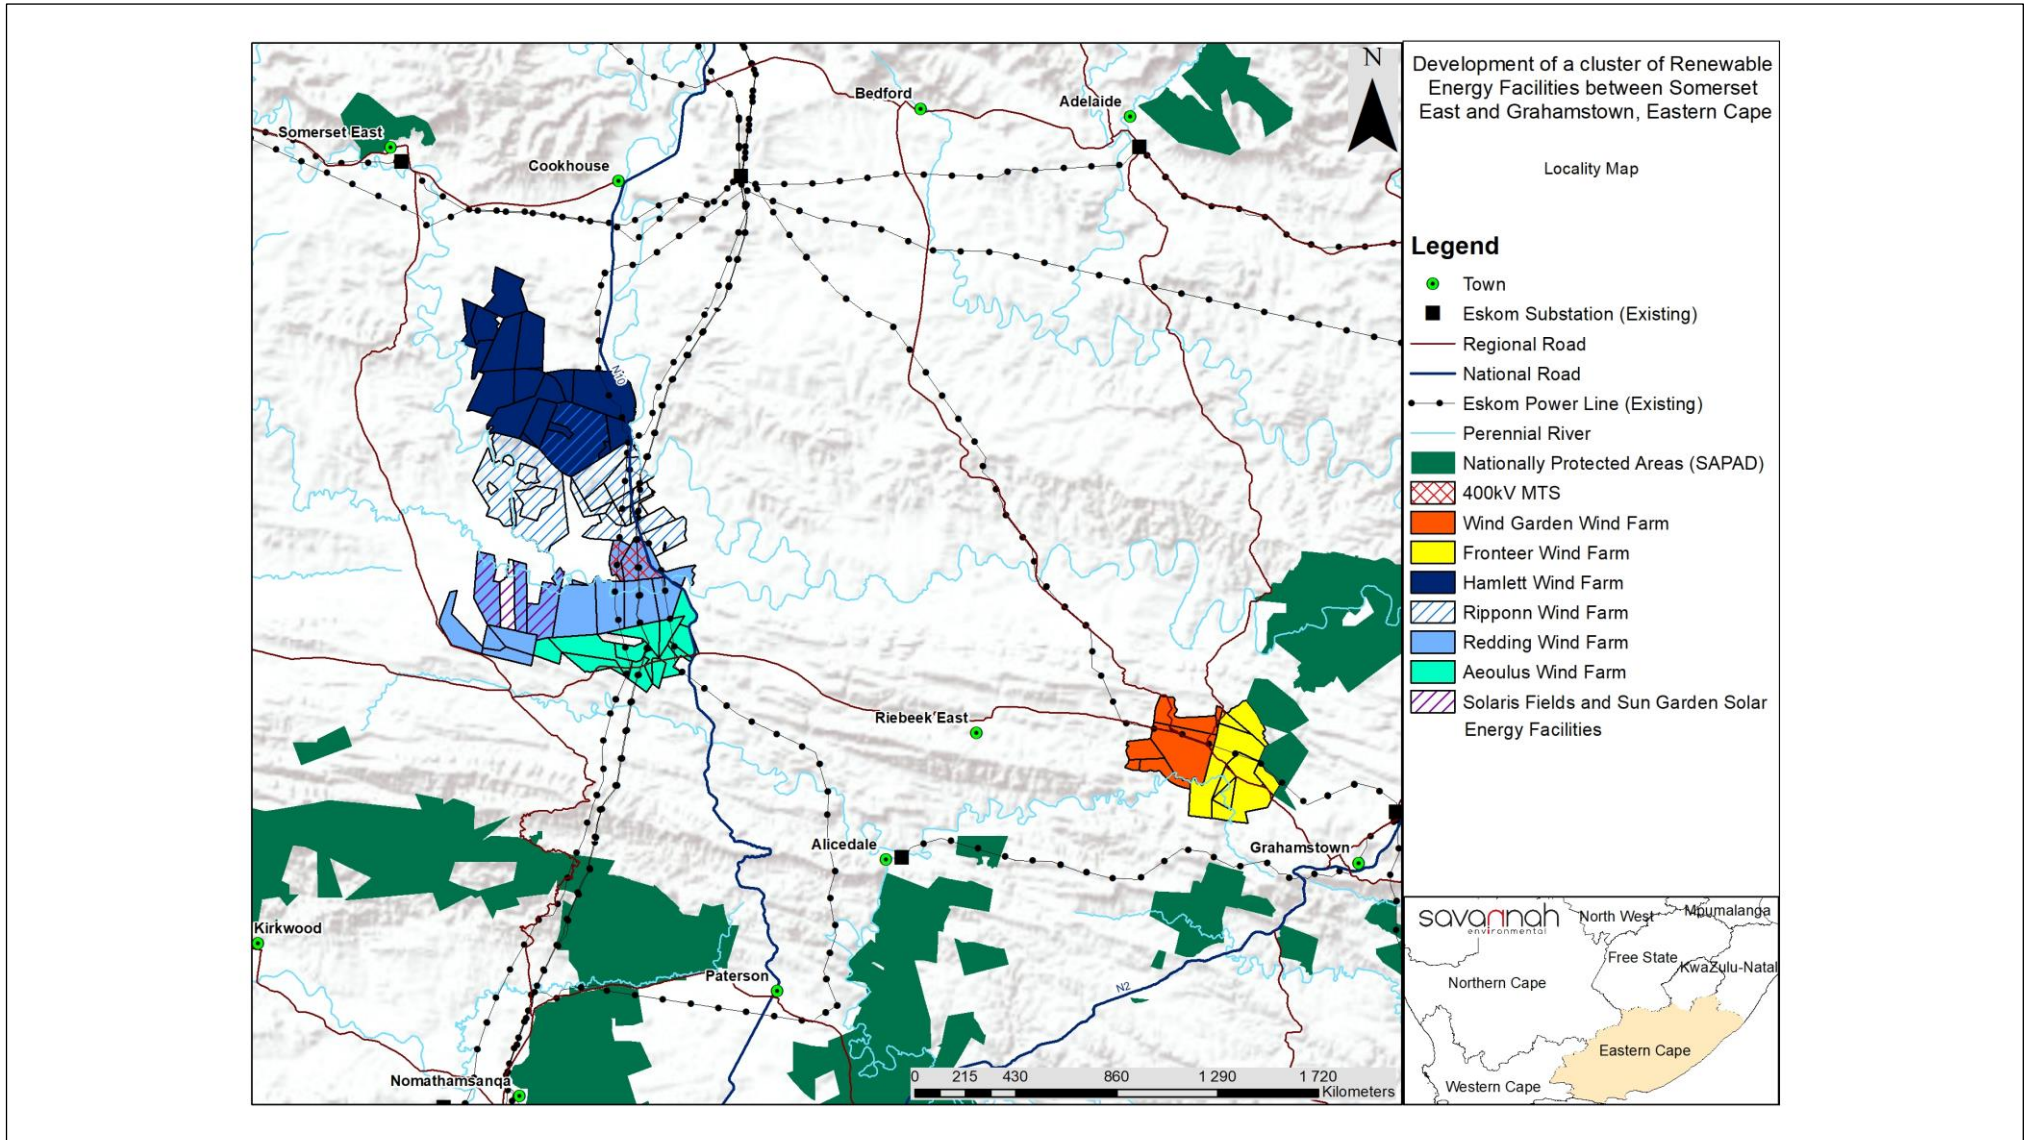 N
Bedford
Adelaide
Somerset East
Cookhouse
N10
Riebeek East
Alicedale
Grahamstown
Kirkwood
Paterson
N2
Nomathamsanqa
0 215 430 860 1 290 1 720
Kilometers
Development of a cluster of Renewable
Energy Facilities between Somerset
East and Grahamstown, Eastern Cape
Locality Map
Legend
Town
Eskom Substation (Existing)
Regional Road
National Road
Eskom Power Line (Existing)
Perennial River
Nationally Protected Areas (SAPAD)
400kV MTS
Wind Garden Wind Farm
Fronteer Wind Farm
Hamlett Wind Farm
Ripponn Wind Farm
Redding Wind Farm
Aeoulus Wind Farm
Solaris Fields and Sun Garden Solar
Energy Facilities
savannah
environmental
North West
Mpumalanga
Free State
KwaZulu-Natal
Northern Cape
Eastern Cape
Western Cape